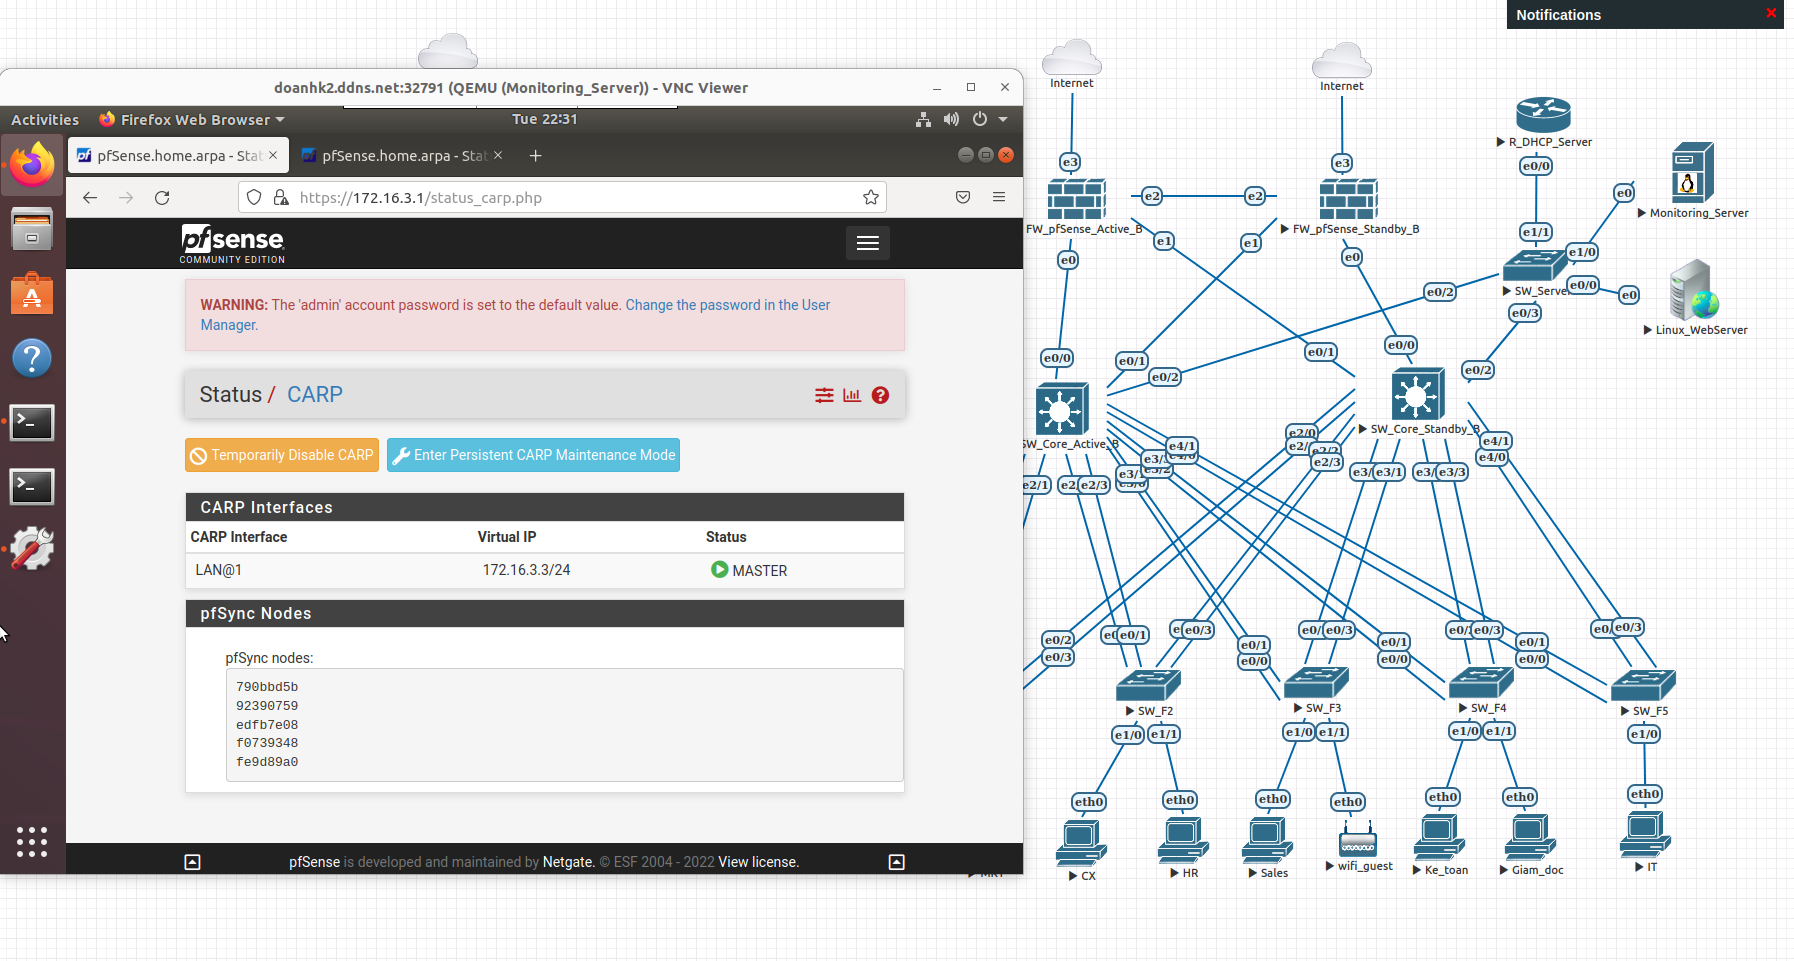 Notifications
doanhk2.ddns.net:32791 (QEMU (Monitoring_Server)) - VNC Viewer
Activities
Firefox Web Browser
Tue 22:31
pfSense.home.arpa - Stat
pfSense.home.arpa - Stat
https://172.16.3.1/status_carp.php
pfsense
COMMUNITY EDITION
WARNING: The 'admin' account password is set to the default value. Change the password in the User
Manager.
Status / CARP
Temporarily Disable CARP
Enter Persistent CARP Maintenance Mode
CARP Interfaces
CARP Interface Virtual IP Status
LAN@1 172.16.3.3/24 MASTER
pfSync Nodes
pfSync nodes:
790bbd5b
92390759
edfb7e08
f0739348
fe9d89a0
pfSense is developed and maintained by Netgate. © ESF 2004 - 2022 View license.
Internet
Internet
R_DHCP_Server
e3
e3
e0/0
e0
Monitoring_Server
e2
e2
FW_pfSense_Active_B
FW_pfSense_Standby_B
e1
e1
e1/1
e0
e0
e1/0
e0/2
SW_Server
e0/0
e0
e0/3
Linux_WebServer
e0/0
e0/1
e0/1
e0/0
e0/2
e0/2
SW_Core_Active_B
SW_Core_Standby_B
e2/0
e4/1
e4/1
e4/0
e2/3
e3/1
e3/1
e3/3
e2/1
e2/3
e0/2
e0/3
e0/1
e0/3
e0/1
e0/0
e0/3
e0/1
e0/0
e0/3
e0/1
e0/0
e0/3
SW_F2
SW_F3
SW_F4
SW_F5
e1/0
e1/1
e1/0
e1/1
e1/0
e1/1
e1/0
eth0
eth0
eth0
eth0
eth0
eth0
eth0
CX
HR
Sales
wifi_guest
Ke_toan
Giam_doc
IT